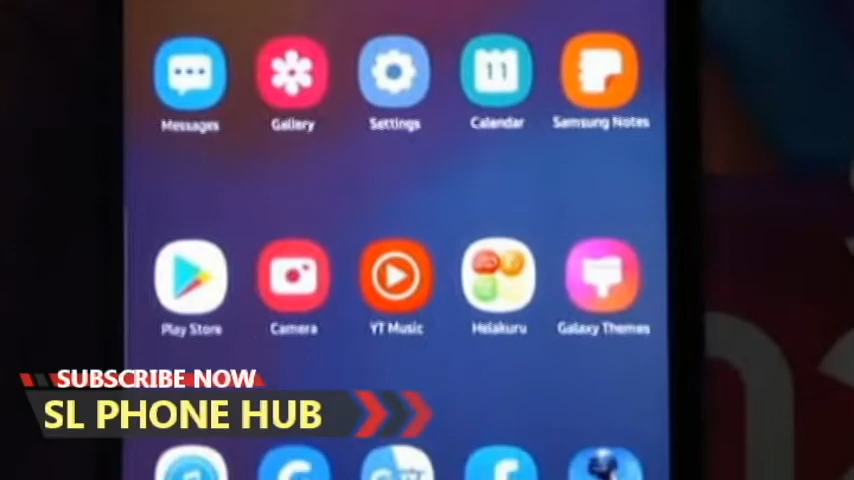 Messages
Gallery
Settings
11
Calendar
Samsung Notes
Play Store
Camera
YT Music
Helakuru
Galaxy Themes
SUBSCRIBE NOW
SL PHONE HUB